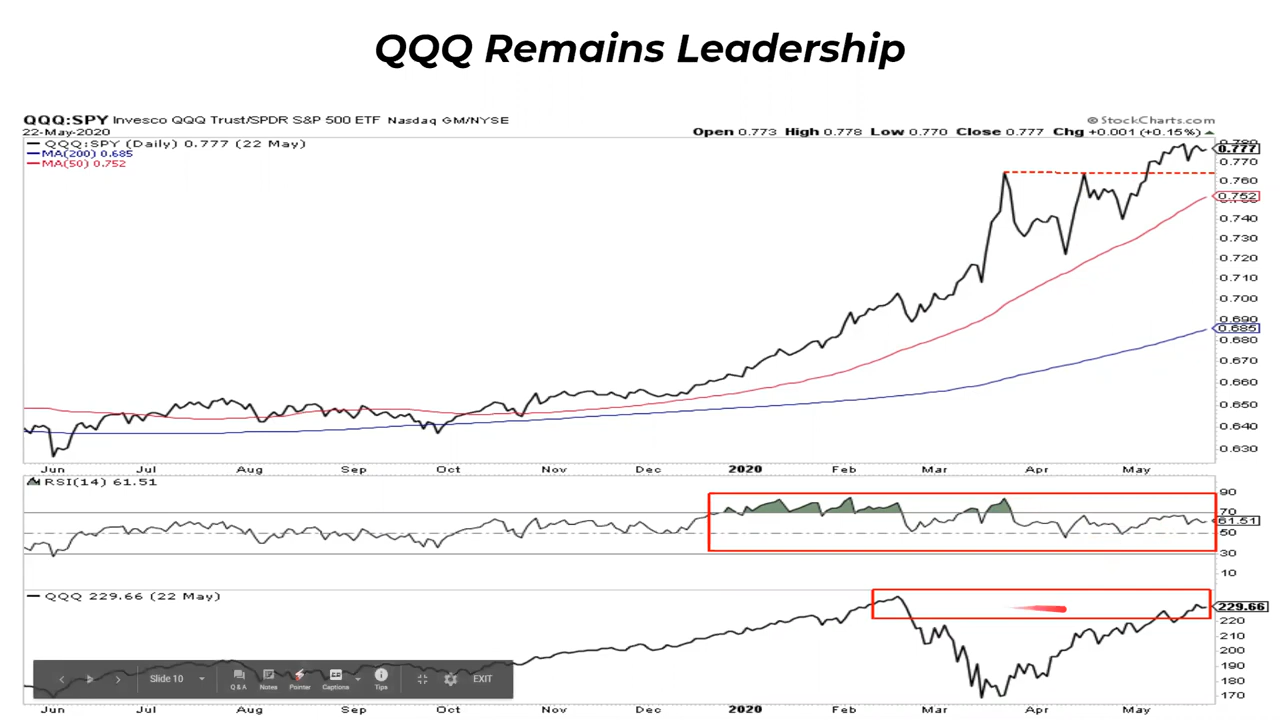 QQQ Remains Leadership
QQQ:SPY Invesco QQQ Trust/SPDR S&P 500 ETF Nasdaq GM/NYSE
© StockCharts.com
22-May-2020
Open 0.773 High 0.778 Low 0.770 Close 0.777 Chg +0.001 (+0.15%)
QQQ:SPY (Daily) 0.777 (22 May)
MA(200) 0.685
MA(50) 0.752
0.780
0.777
0.770
0.760
0.752
0.740
0.730
0.720
0.710
0.700
0.690
0.685
0.680
0.670
0.660
0.650
0.640
0.630
Jun Jul Aug Sep Oct Nov Dec 2020 Feb Mar Apr May
RSI(14) 61.51
90
70
61.51
50
30
10
QQQ 229.66 (22 May)
229.66
220
210
200
190
180
170
Slide 10
Q&A Notes Pointer Captions Tips
EXIT
Jun Jul Aug Sep Oct Nov Dec 2020 Feb Mar Apr May